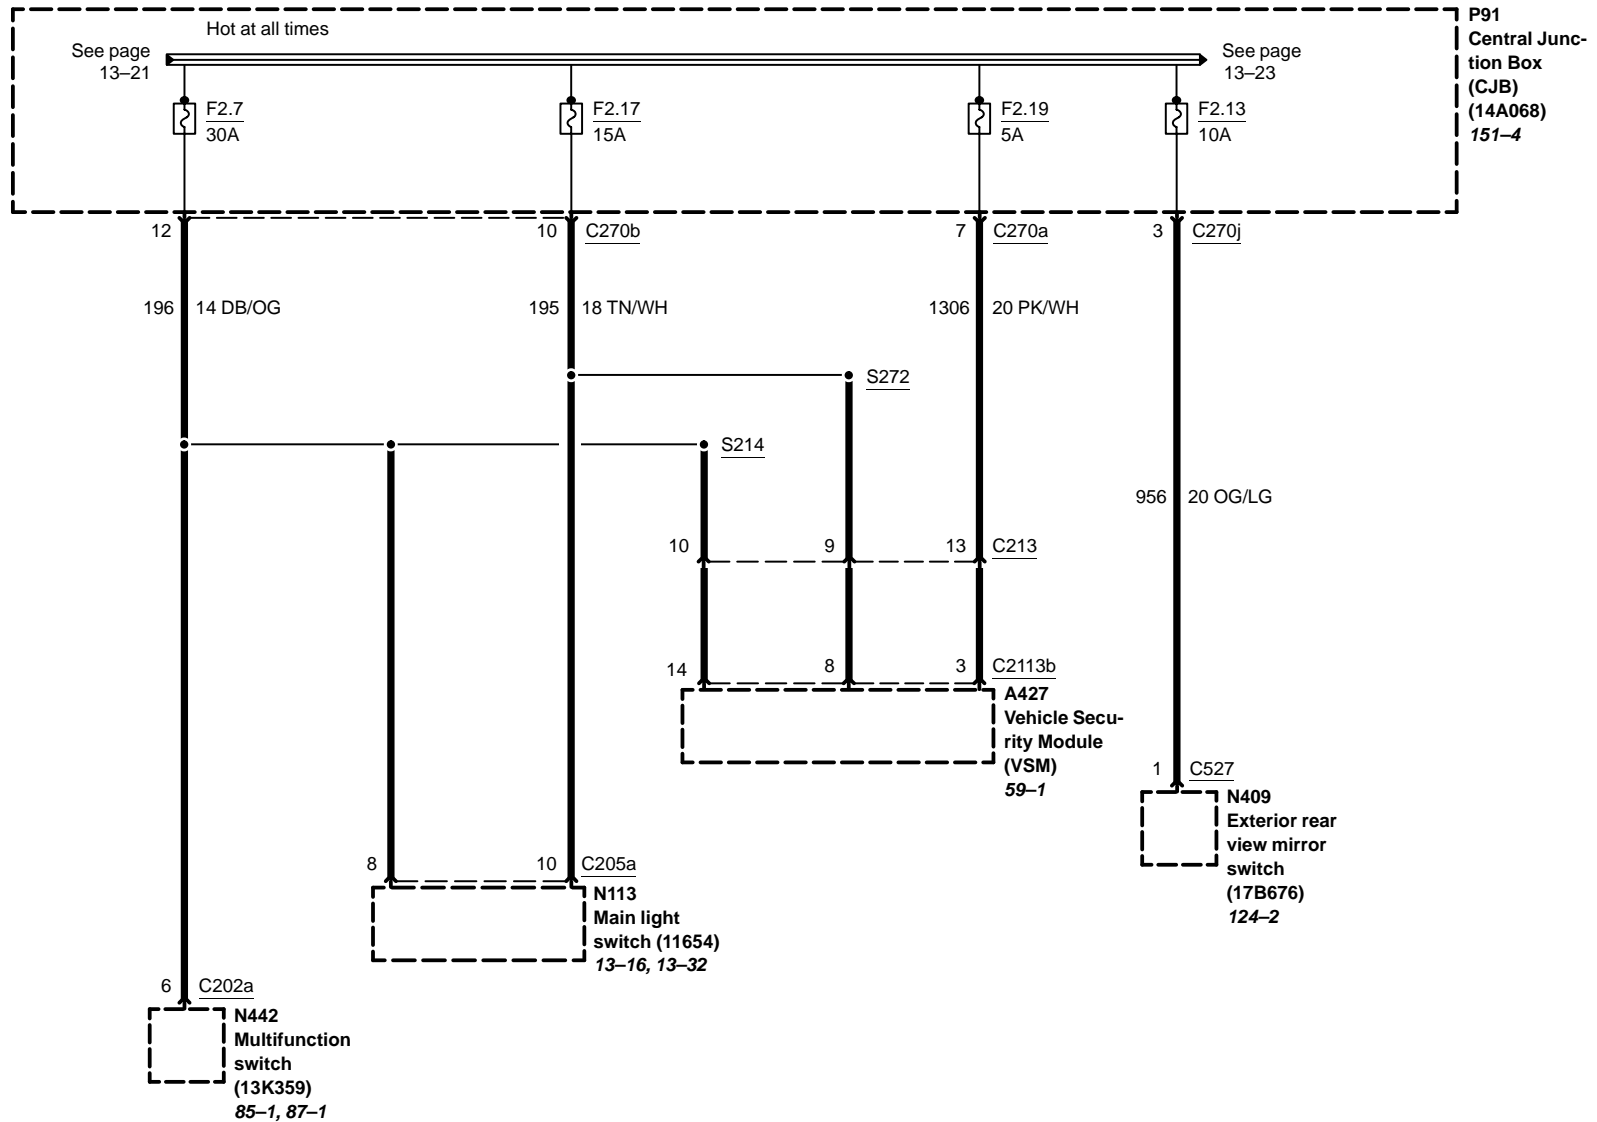 P91
Central Junc-
tion Box
(CJB)
(14A068)
151–4
Hot at all times
See page
13–21
See page
13–23
F2.7
30A
F2.17
15A
F2.19
5A
F2.13
10A
12
10 C270b
7 C270a
3 C270j
196 14 DB/OG
195 18 TN/WH
1306 20 PK/WH
S272
S214
956 20 OG/LG
10 9 13 C213
14 8 3 C2113b
A427
Vehicle Secu-
rity Module
(VSM)
59–1
1 C527
N409
Exterior rear
view mirror
switch
(17B676)
124–2
8 10 C205a
N113
Main light
switch (11654)
13–16, 13–32
6 C202a
N442
Multifunction
switch
(13K359)
85–1, 87–1